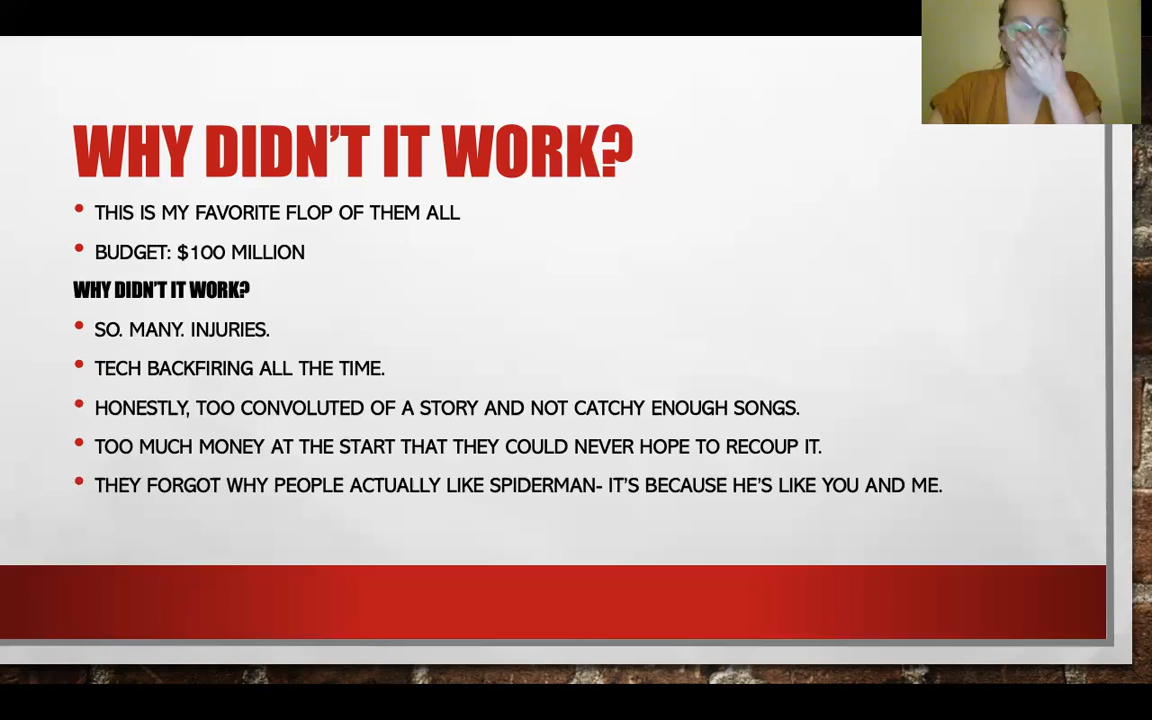 WHY DIDN'T IT WORK?
• THIS IS MY FAVORITE FLOP OF THEM ALL
• BUDGET: $100 MILLION
WHY DIDN'T IT WORK?
• SO. MANY. INJURIES.
• TECH BACKFIRING ALL THE TIME.
• HONESTLY, TOO CONVOLUTED OF A STORY AND NOT CATCHY ENOUGH SONGS.
• TOO MUCH MONEY AT THE START THAT THEY COULD NEVER HOPE TO RECOUP IT.
• THEY FORGOT WHY PEOPLE ACTUALLY LIKE SPIDERMAN- IT'S BECAUSE HE'S LIKE YOU AND ME.